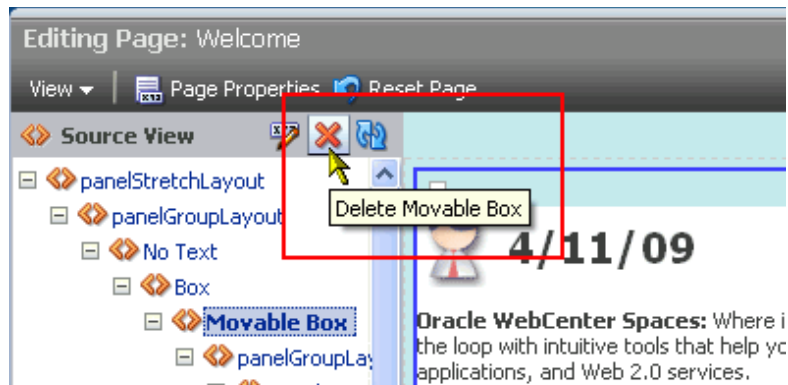 Editing Page: Welcome
View Page Properties Reset Page
Source View
panelStretchLayout
panelGroupLayout
Delete Movable Box
No Text
4/11/09
Box
Movable Box
Oracle WebCenter Spaces: Where i
panelGroupLay
the loop with intuitive tools that help yo
applications, and Web 2.0 services.